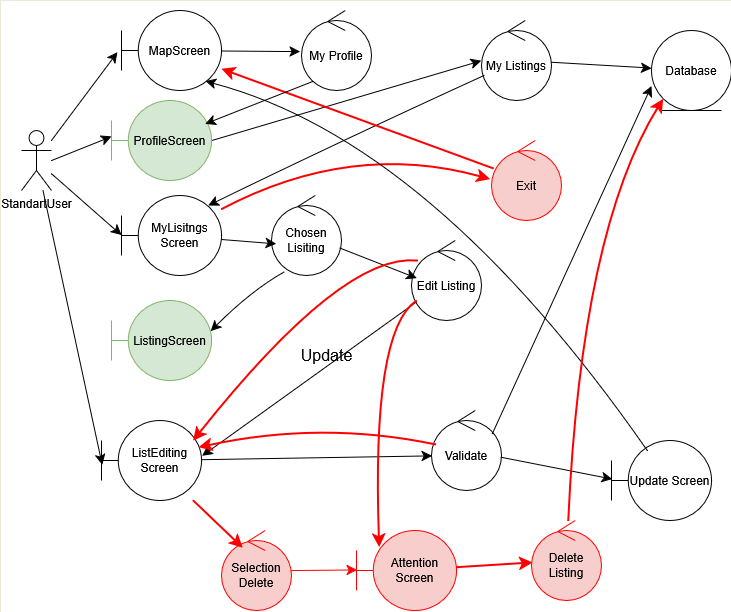 MapScreen
My Profile
My Listings
Database
ProfileScreen
Exit
StandartUser
MyLisitngs
Screen
Chosen
Lisiting
Edit Listing
ListingScreen
Update
ListEditing
Screen
Validate
Update Screen
Selection
Delete
Attention
Screen
Delete
Listing